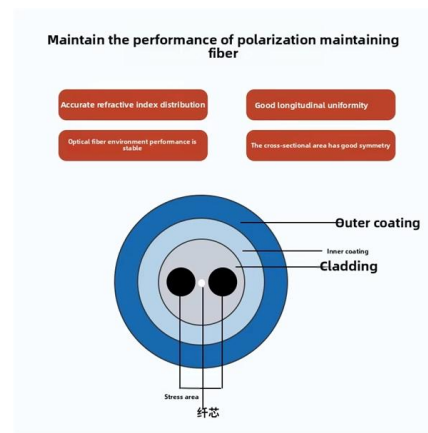 Maintain the performance of polarization maintaining
fiber
Accurate refractive index distribution
Good longitudinal uniformity
Optical fiber environment performance is
stable
The cross-sectional area has good symmetry
Outer coating
Inner coating
Cladding
Stress area
纤芯